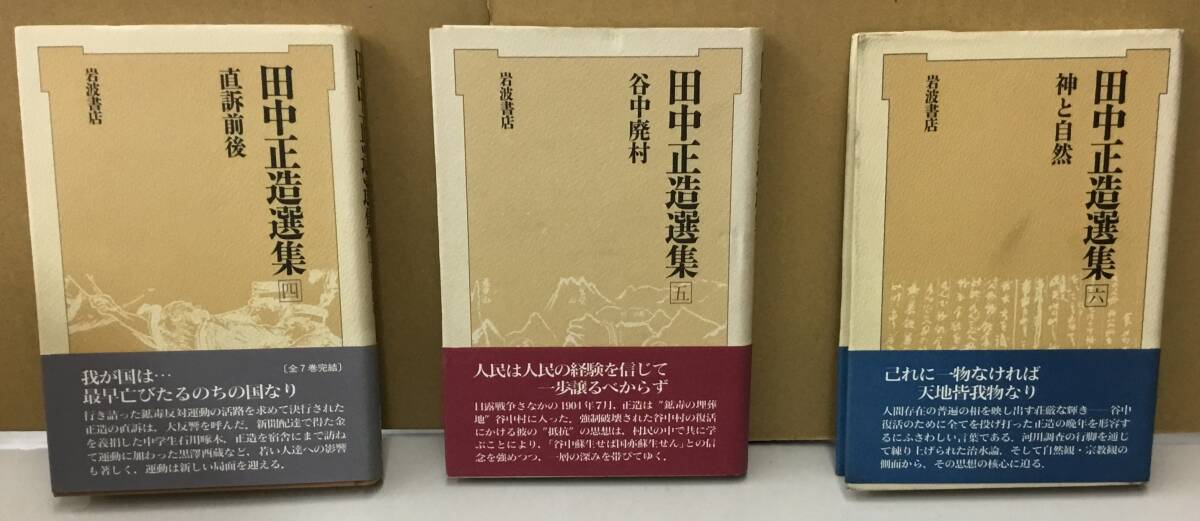 田中正造選集 四
直訴前後
岩波書店
〔全7巻完結〕
我が国は…
最早亡びたるのちの国なり
行き詰った鉱毒反対運動の活路を求めて決行された
正造の直訴は、大反響を呼んだ。新聞配達で得た金
を義捐した中学生石川啄木、正造を宿舎にまで訪ね
て運動に加わった黒澤酉蔵など、若い人達への影響
も著しく、運動は新しい局面を迎える。
田中正造選集 五
谷中廃村
岩波書店
人民は人民の経験を信じて
一歩譲るべからず
日露戦争さなかの1904年7月、正造は“鉱毒の埋葬
地”谷中村に入った。強制破壊された谷中村の復活
にかける彼の“抵抗”の思想は、村民の中で共に学
ぶことにより、「谷中蘇生せば国亦蘇生せん」との信
念を強めつつ、一層の深みを帯びてゆく。
田中正造選集 六
神と自然
岩波書店
己れに一物なければ
天地皆我物なり
人間存在の普遍の相を映し出す荘厳な輝き──谷中
復活のために全てを投げ打った正造の晩年を形容す
るにふさわしい言葉である。河川調査の行脚を通じ
て練り上げられた治水論、そして自然観・宗教観の
側面から、その思想の核心に迫る。